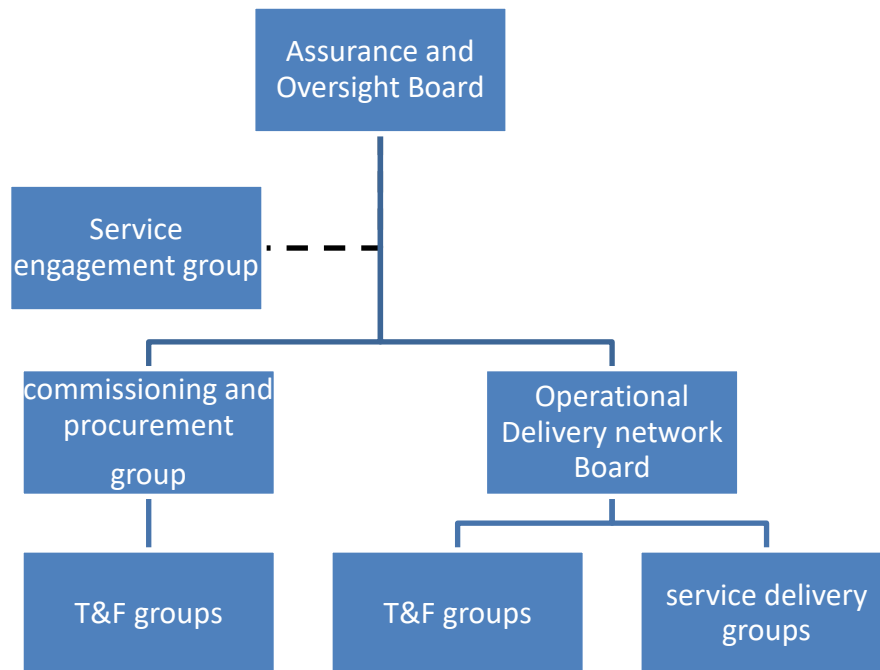 Assurance and
Oversight Board
Service
engagement group
commissioning and
procurement
group
Operational
Delivery network
Board
T&F groups
T&F groups
service delivery
groups